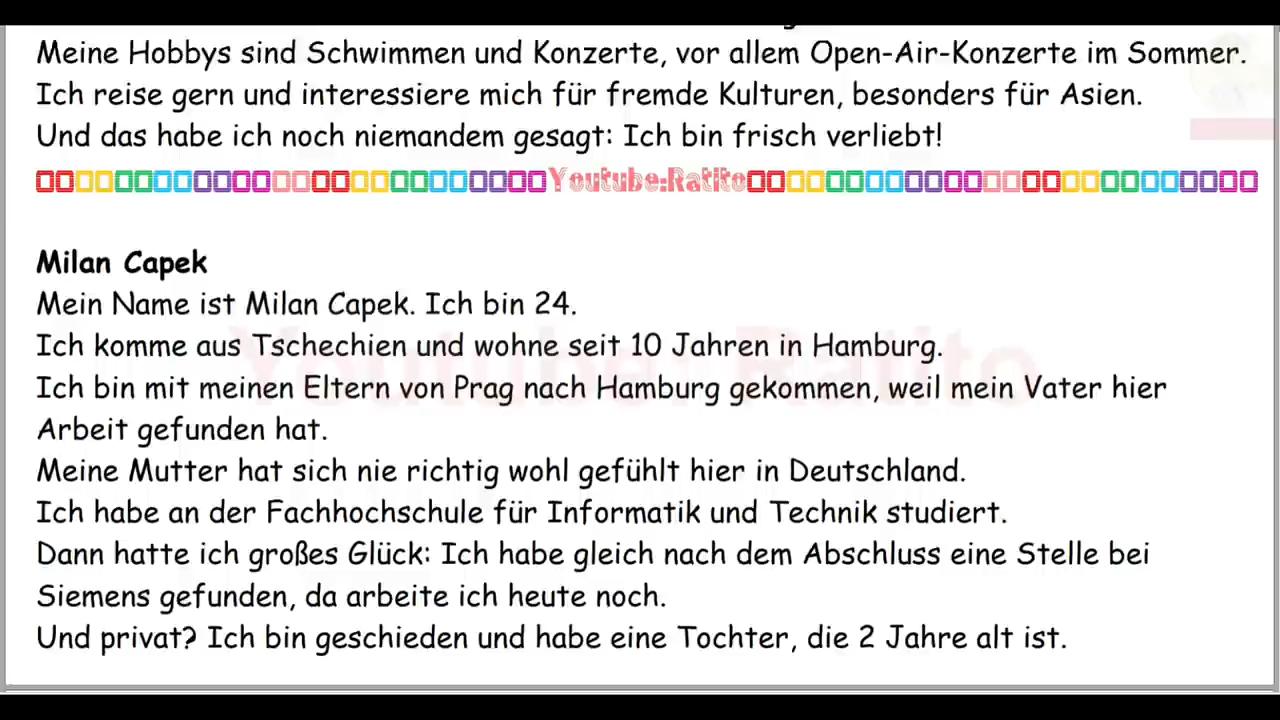 Meine Hobbys sind Schwimmen und Konzerte, vor allem Open-Air-Konzerte im Sommer.
Ich reise gern und interessiere mich für fremde Kulturen, besonders für Asien.
Und das habe ich noch niemandem gesagt: Ich bin frisch verliebt!
Youtube:Ratito
Milan Capek
Mein Name ist Milan Capek. Ich bin 24.
Ich komme aus Tschechien und wohne seit 10 Jahren in Hamburg.
Youtube: Ratito
Ich bin mit meinen Eltern von Prag nach Hamburg gekommen, weil mein Vater hier
Arbeit gefunden hat.
Meine Mutter hat sich nie richtig wohl gefühlt hier in Deutschland.
Ich habe an der Fachhochschule für Informatik und Technik studiert.
Dann hatte ich großes Glück: Ich habe gleich nach dem Abschluss eine Stelle bei
Siemens gefunden, da arbeite ich heute noch.
Und privat? Ich bin geschieden und habe eine Tochter, die 2 Jahre alt ist.